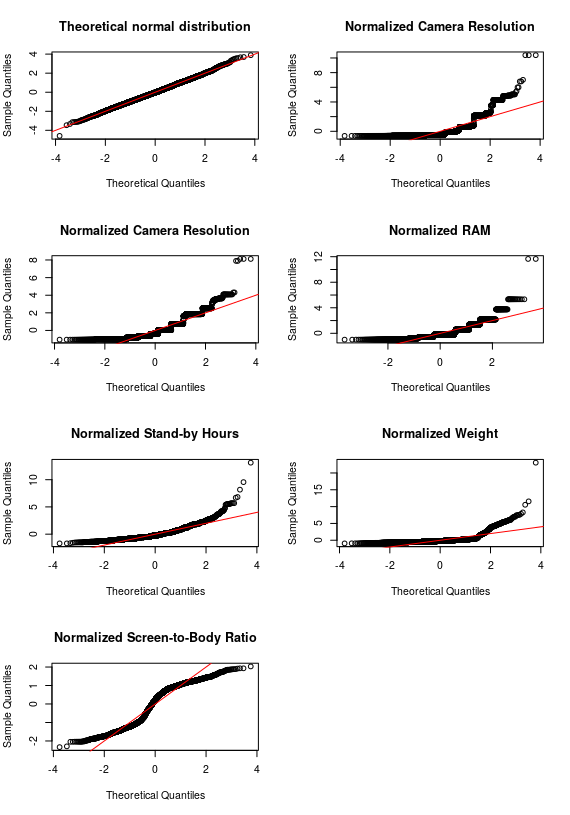 Theoretical normal distribution
Sample Quantiles
-4 -2 0 2 4
-4 -2 0 2 4
Theoretical Quantiles
Normalized Camera Resolution
Sample Quantiles
0 4 8
-4 -2 0 2 4
Theoretical Quantiles
Normalized Camera Resolution
Sample Quantiles
0 2 4 6 8
-4 -2 0 2 4
Theoretical Quantiles
Normalized RAM
Sample Quantiles
0 4 8 12
-2 0 2
Theoretical Quantiles
Normalized Stand-by Hours
Sample Quantiles
0 5 10
-4 -2 0 2 4
Theoretical Quantiles
Normalized Weight
Sample Quantiles
0 5 15
-4 -2 0 2 4
Theoretical Quantiles
Normalized Screen-to-Body Ratio
Sample Quantiles
-2 0 1 2
-4 -2 0 2 4
Theoretical Quantiles